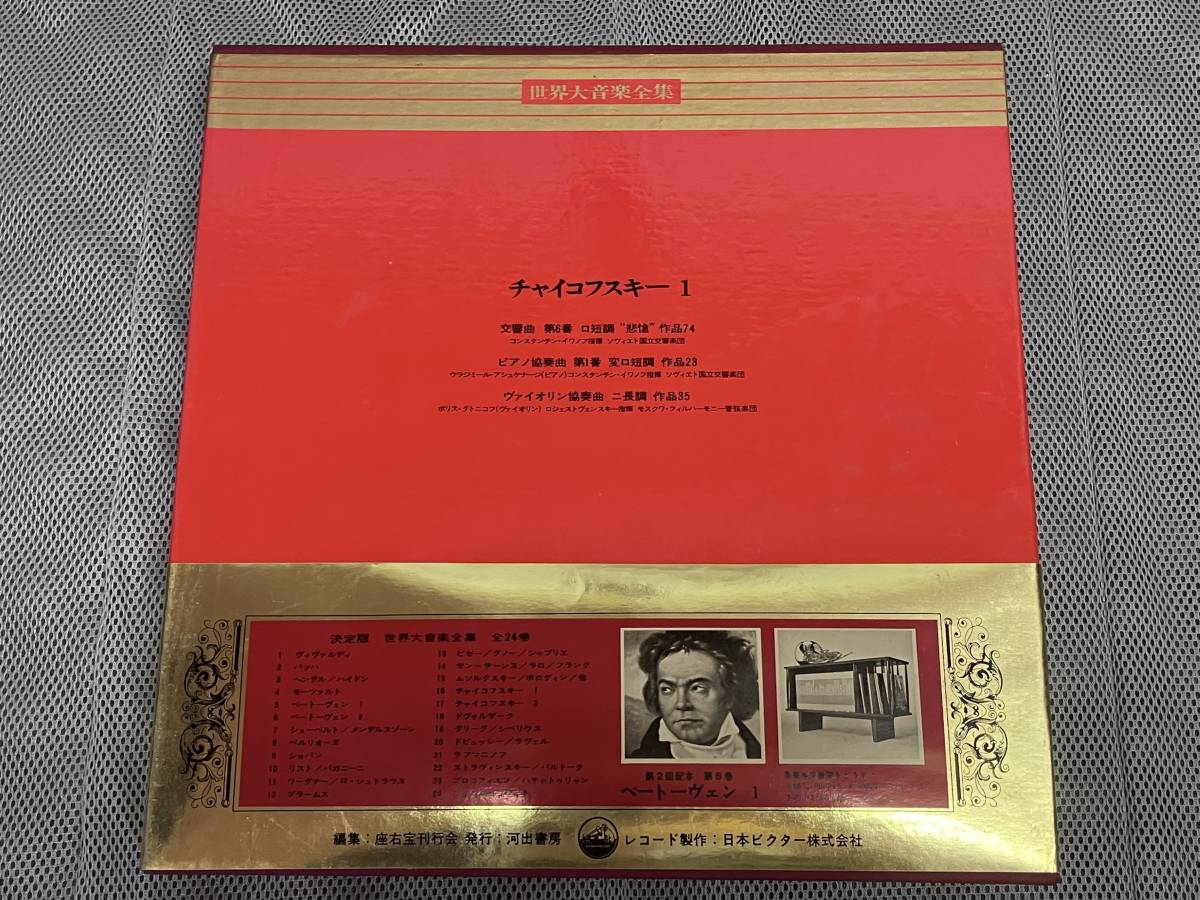 世界大音楽全集
チャイコフスキー 1
交響曲 第6番 ロ短調 "悲愴" 作品74
コンスタンチン・イワノフ指揮 ソヴィエト国立交響楽団
ピアノ協奏曲 第1番 変ロ短調 作品23
ウラジミール・アシュケナージ(ピアノ)コンスタンチン・イワノフ指揮 ソヴィエト国立交響楽団
ヴァイオリン協奏曲 ニ長調 作品35
ボリス・グトニコフ(ヴァイオリン) ロジェストヴェンスキー指揮 モスクワ・フィルハーモニー管弦楽団
決定版 世界大音楽全集 全24巻
1 ヴィヴァルディ
2 バッハ
3 ヘンデル/ハイドン
4 モーツァルト
5 ベートーヴェン 1
6 ベートーヴェン 2
7 シューベルト/メンデルスゾーン
8 ベルリオーズ
9 ショパン
10 リスト/パガニーニ
11 ワーグナー/R・シュトラウス
12 ブラームス
13 ビゼー/グノー/シャブリエ
14 サン=サーンス/ラロ/フランク
15 ムソルグスキー/ボロディン/他
16 チャイコフスキー 1
17 チャイコフスキー 2
18 ドヴォルザーク
19 グリーグ/シベリウス
20 ドビュッシー/ラヴェル
21 ラフマニノフ
22 ストラヴィンスキー/バルトーク
23 プロコフィエフ/ハチャトゥリャン
24
第2回配本 第5巻
ベートーヴェン 1
編集:座右宝刊行会 発行:河出書房
レコード製作:日本ビクター株式会社